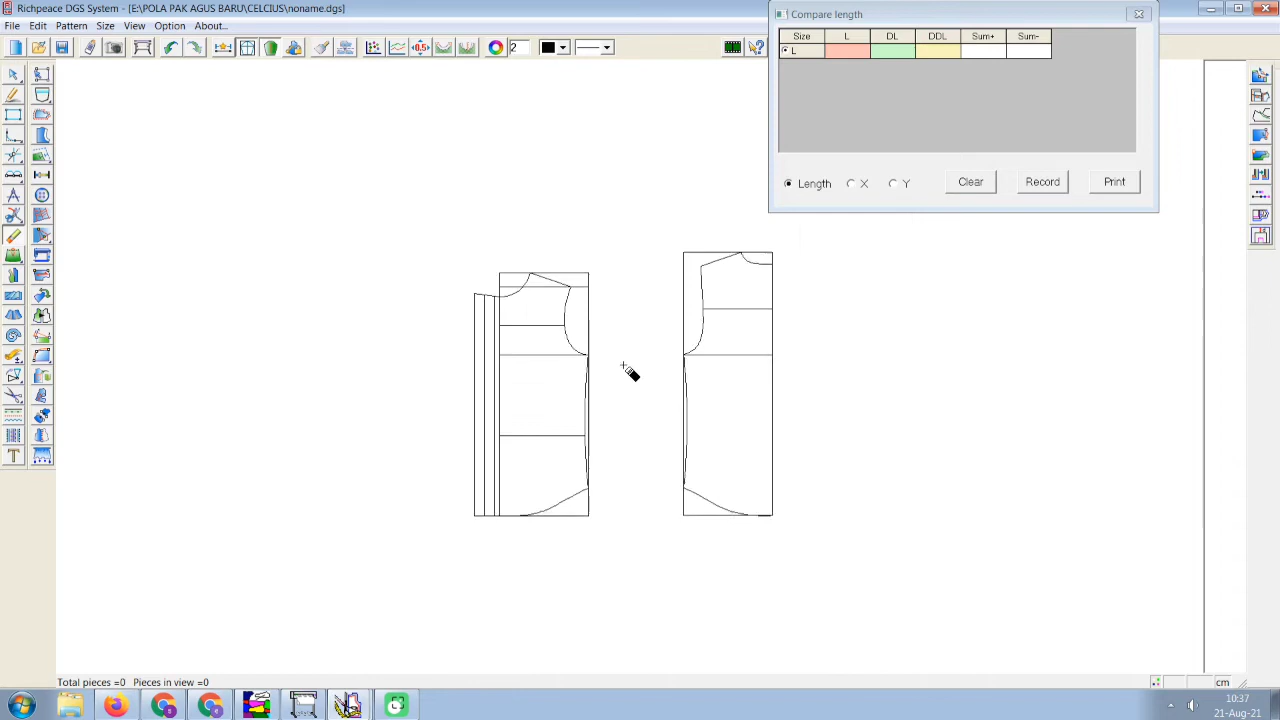 Richpeace DGS System - [E:\POLA PAK AGUS BARU\CELCIUS\noname.dgs]
File Edit Pattern Size View Option About...
2
Compare length
Size L DL DDL Sum+ Sum-
L
Length X Y Clear Record Print
Total pieces =0 Pieces in view =0
cm
10:37
21-Aug-21